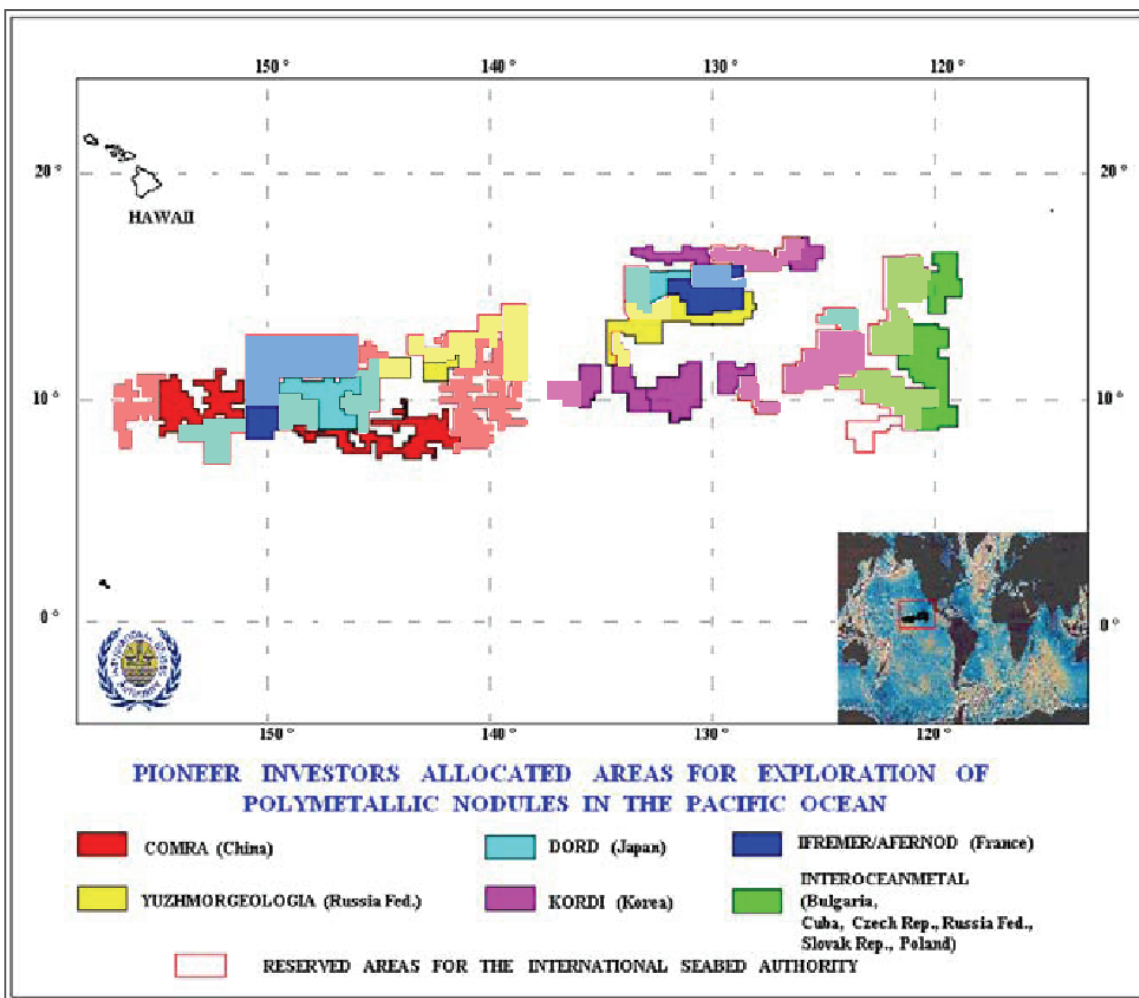 150 ° 140 ° 130 ° 120 °
20 ° 20 °
HAWAII
10 ° 10 °
0 ° 0 °
150 ° 140 ° 130 ° 120 °
PIONEER INVESTORS ALLOCATED AREAS FOR EXPLORATION OF
POLYMETALLIC NODULES IN THE PACIFIC OCEAN
COMRA (China) DORD (Japan) IFREMER/AFERNOD (France)
YUZHMORGEOLOGIA (Russia Fed.) KORDI (Korea) INTEROCEANMETAL
(Bulgaria,
Cuba, Czech Rep., Russia Fed.,
Slovak Rep., Poland)
RESERVED AREAS FOR THE INTERNATIONAL SEABED AUTHORITY